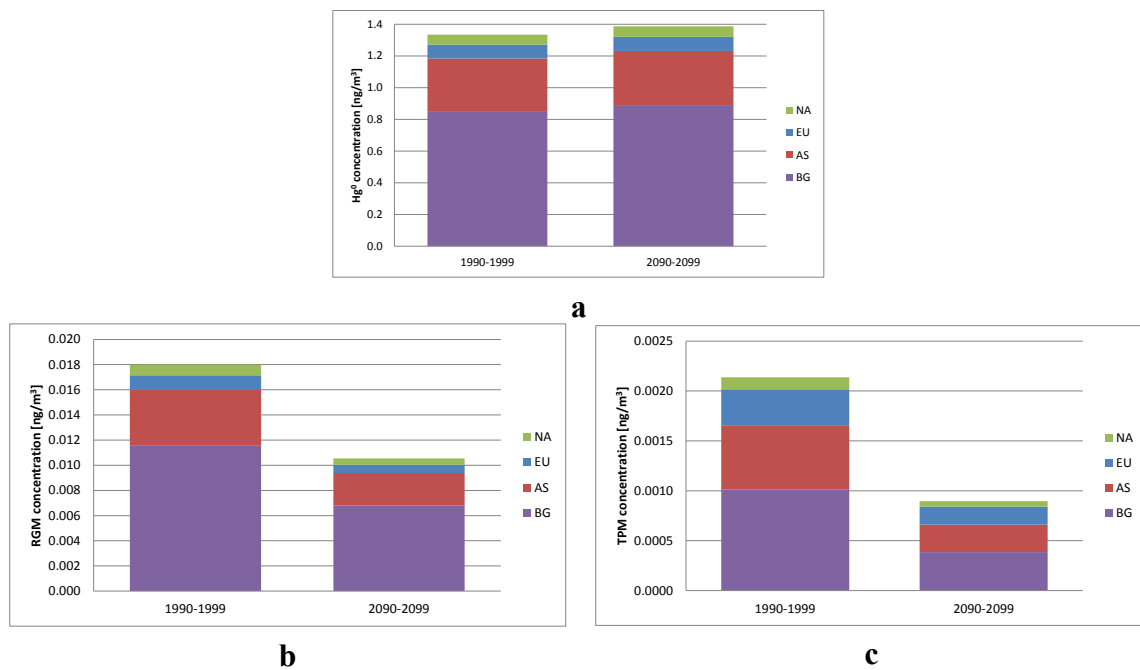 Hg⁰ concentration [ng/m³]
1.4
1.2
1.0
0.8
0.6
0.4
0.2
0.0
1990-1999
2090-2099
NA
EU
AS
BG
a
RGM concentration [ng/m³]
0.020
0.018
0.016
0.014
0.012
0.010
0.008
0.006
0.004
0.002
0.000
1990-1999
2090-2099
NA
EU
AS
BG
b
TPM concentration [ng/m³]
0.0025
0.0020
0.0015
0.0010
0.0005
0.0000
1990-1999
2090-2099
NA
EU
AS
BG
c